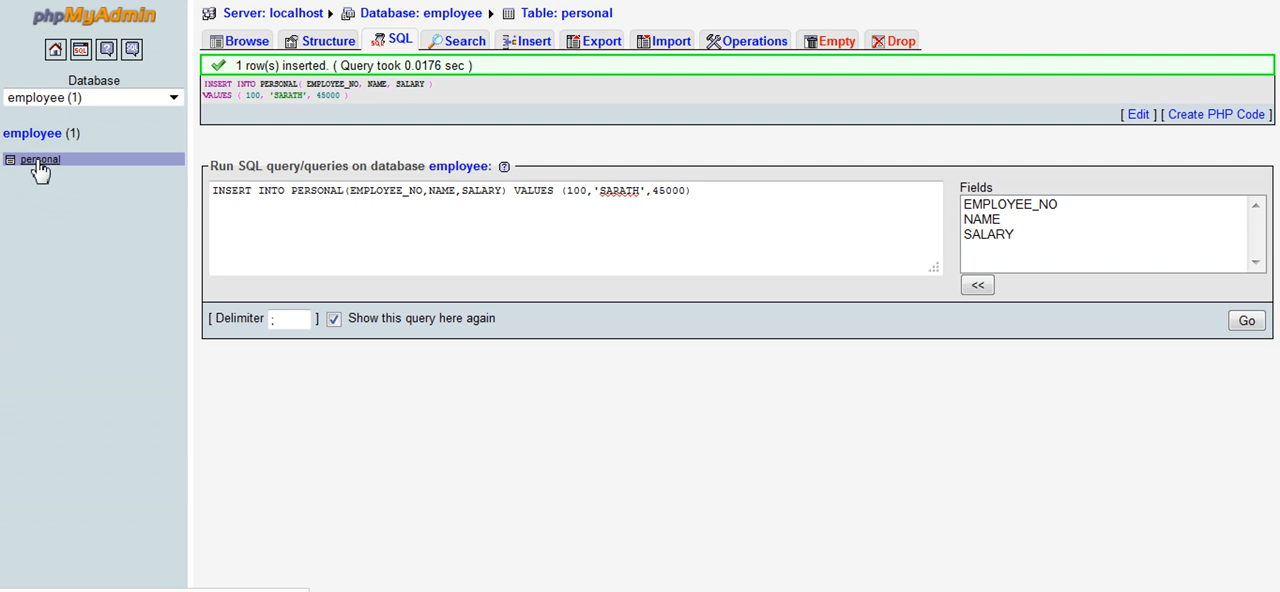 phpMyAdmin
Server: localhost
Database: employee
Table: personal
Browse
Structure
SQL
Search
Insert
Export
Import
Operations
Empty
Drop
SQL
Database
employee (1)
employee (1)
personal
1 row(s) inserted. ( Query took 0.0176 sec )
INSERT INTO PERSONAL( EMPLOYEE_NO, NAME, SALARY )
VALUES ( 100, 'SARATH', 45000 )
[ Edit ] [ Create PHP Code ]
Run SQL query/queries on database employee:
INSERT INTO PERSONAL(EMPLOYEE_NO,NAME,SALARY) VALUES (100,'SARATH',45000)
Fields
EMPLOYEE_NO
NAME
SALARY
<<
[ Delimiter ; ] Show this query here again
Go